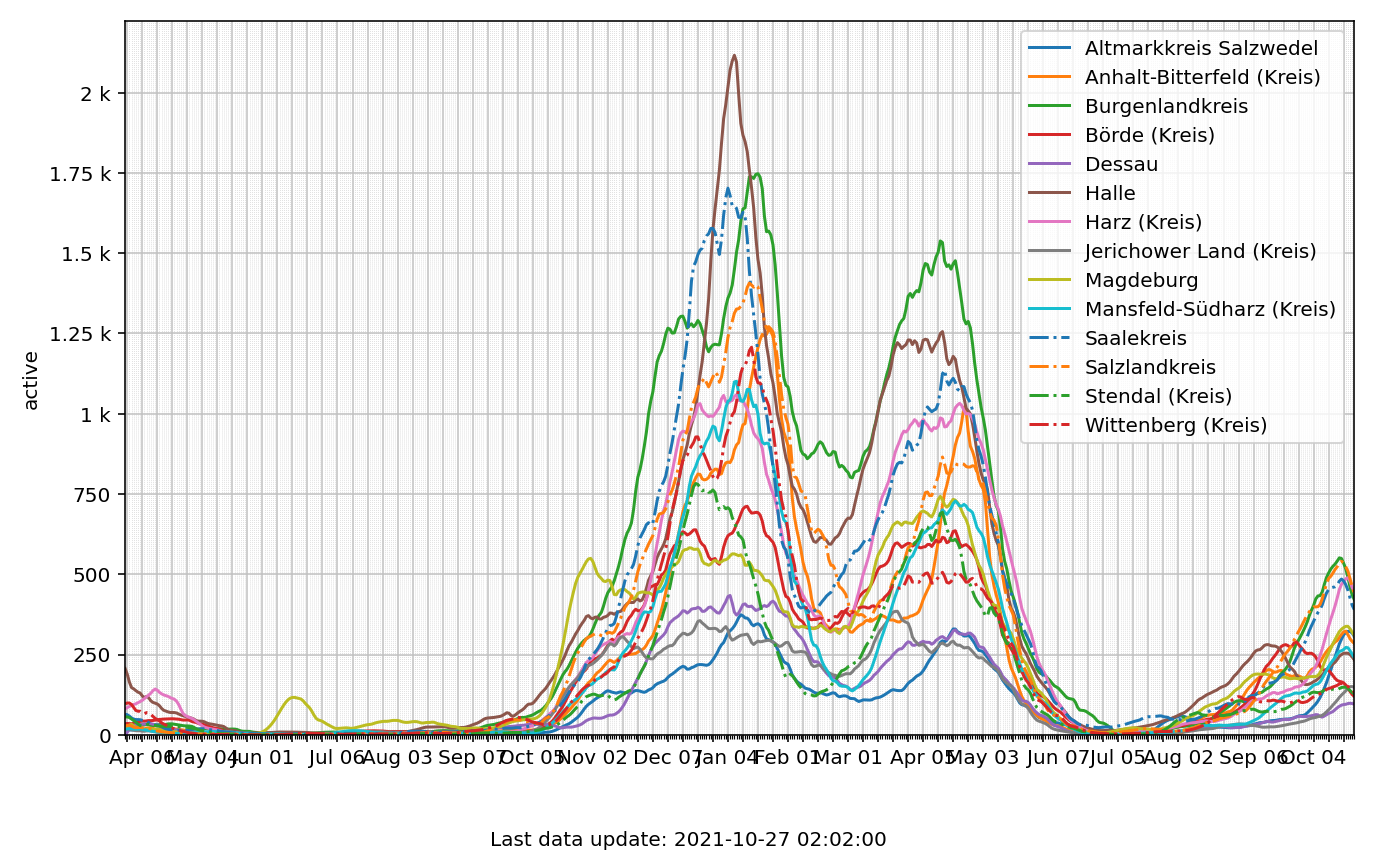 2 k
1.75 k
1.5 k
1.25 k
1 k
750
500
250
0
active
Altmarkkreis Salzwedel
Anhalt-Bitterfeld (Kreis)
Burgenlandkreis
Börde (Kreis)
Dessau
Halle
Harz (Kreis)
Jerichower Land (Kreis)
Magdeburg
Mansfeld-Südharz (Kreis)
Saalekreis
Salzlandkreis
Stendal (Kreis)
Wittenberg (Kreis)
Apr 06 May 04 Jun 01 Jul 06 Aug 03 Sep 07 Oct 05 Nov 02 Dec 07 Jan 04 Feb 01 Mar 01 Apr 05 May 03 Jun 07 Jul 05 Aug 02 Sep 06 Oct 04
Last data update: 2021-10-27 02:02:00